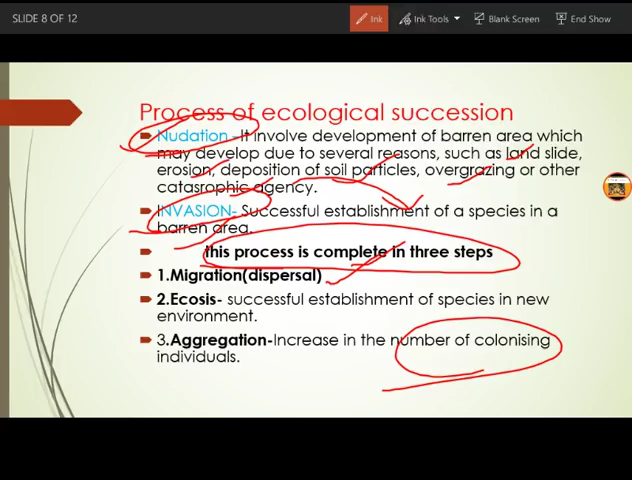 SLIDE 8 OF 12
Ink
Ink Tools
Blank Screen
End Show
Process of ecological succession
Nudation -It involve development of barren area which
may develop due to several reasons, such as land slide,
erosion, deposition of soil particles, overgrazing or other
catasrophic agency.
INVASION- Successful establishment of a species in a
barren area.
this process is complete in three steps
1.Migration(dispersal)
2.Ecosis- successful establishment of species in new
environment.
3.Aggregation-Increase in the number of colonising
individuals.